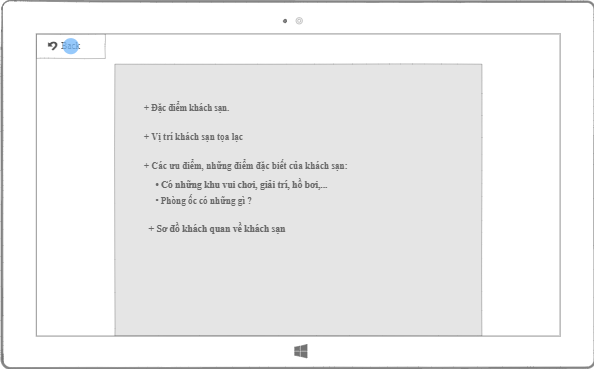 Back
+ Đặc điểm khách sạn.
+ Vị trí khách sạn tọa lạc
+ Các ưu điểm, những điểm đặc biết của khách sạn:
• Có những khu vui chơi, giải trí, hồ bơi,...
• Phòng ốc có những gì ?
+ Sơ đồ khách quan về khách sạn